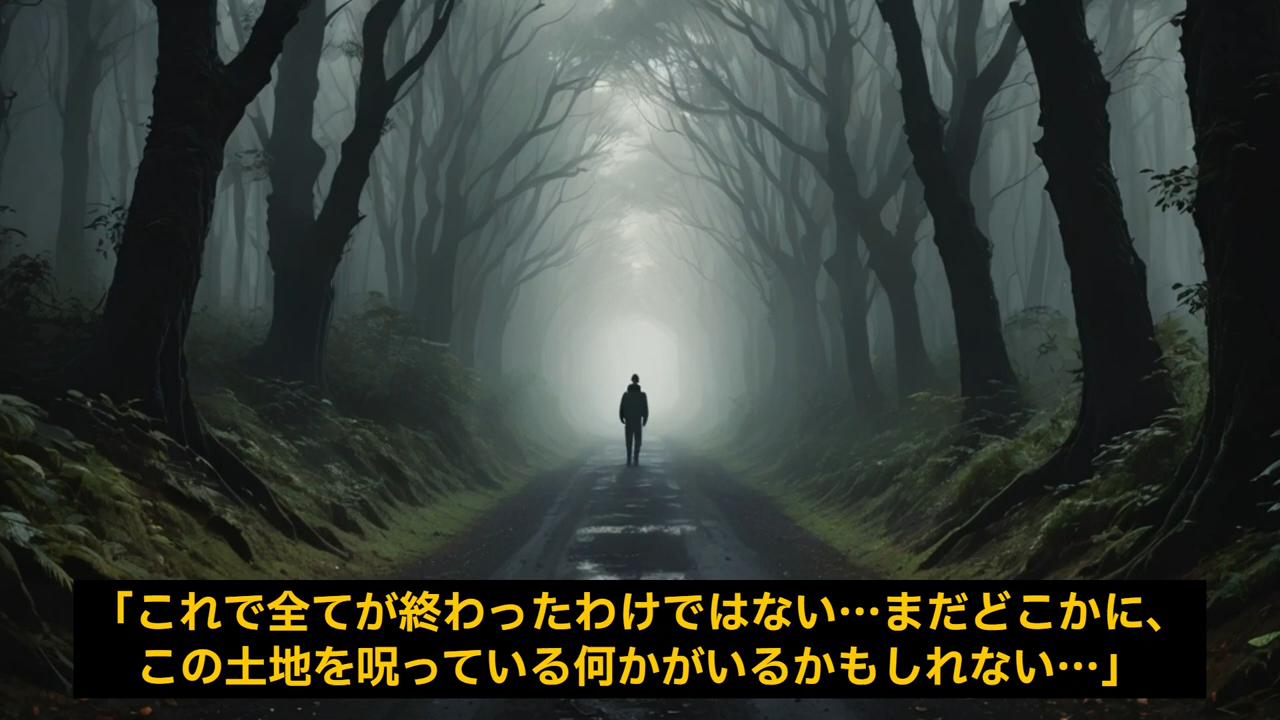 「これで全てが終わったわけではない…まだどこかに、
この土地を呪っている何かがいるかもしれない…」